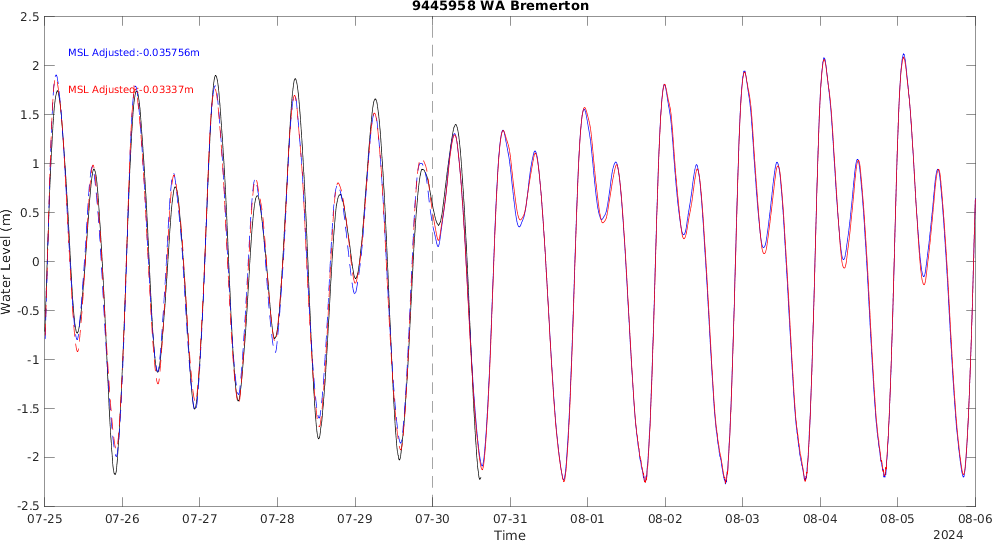 9445958 WA Bremerton
MSL Adjusted:-0.035756m
MSL Adjusted:-0.03337m
Water Level (m)
2.5
2
1.5
1
0.5
0
-0.5
-1
-1.5
-2
-2.5
07-25 07-26 07-27 07-28 07-29 07-30 07-31 08-01 08-02 08-03 08-04 08-05 08-06
Time
2024